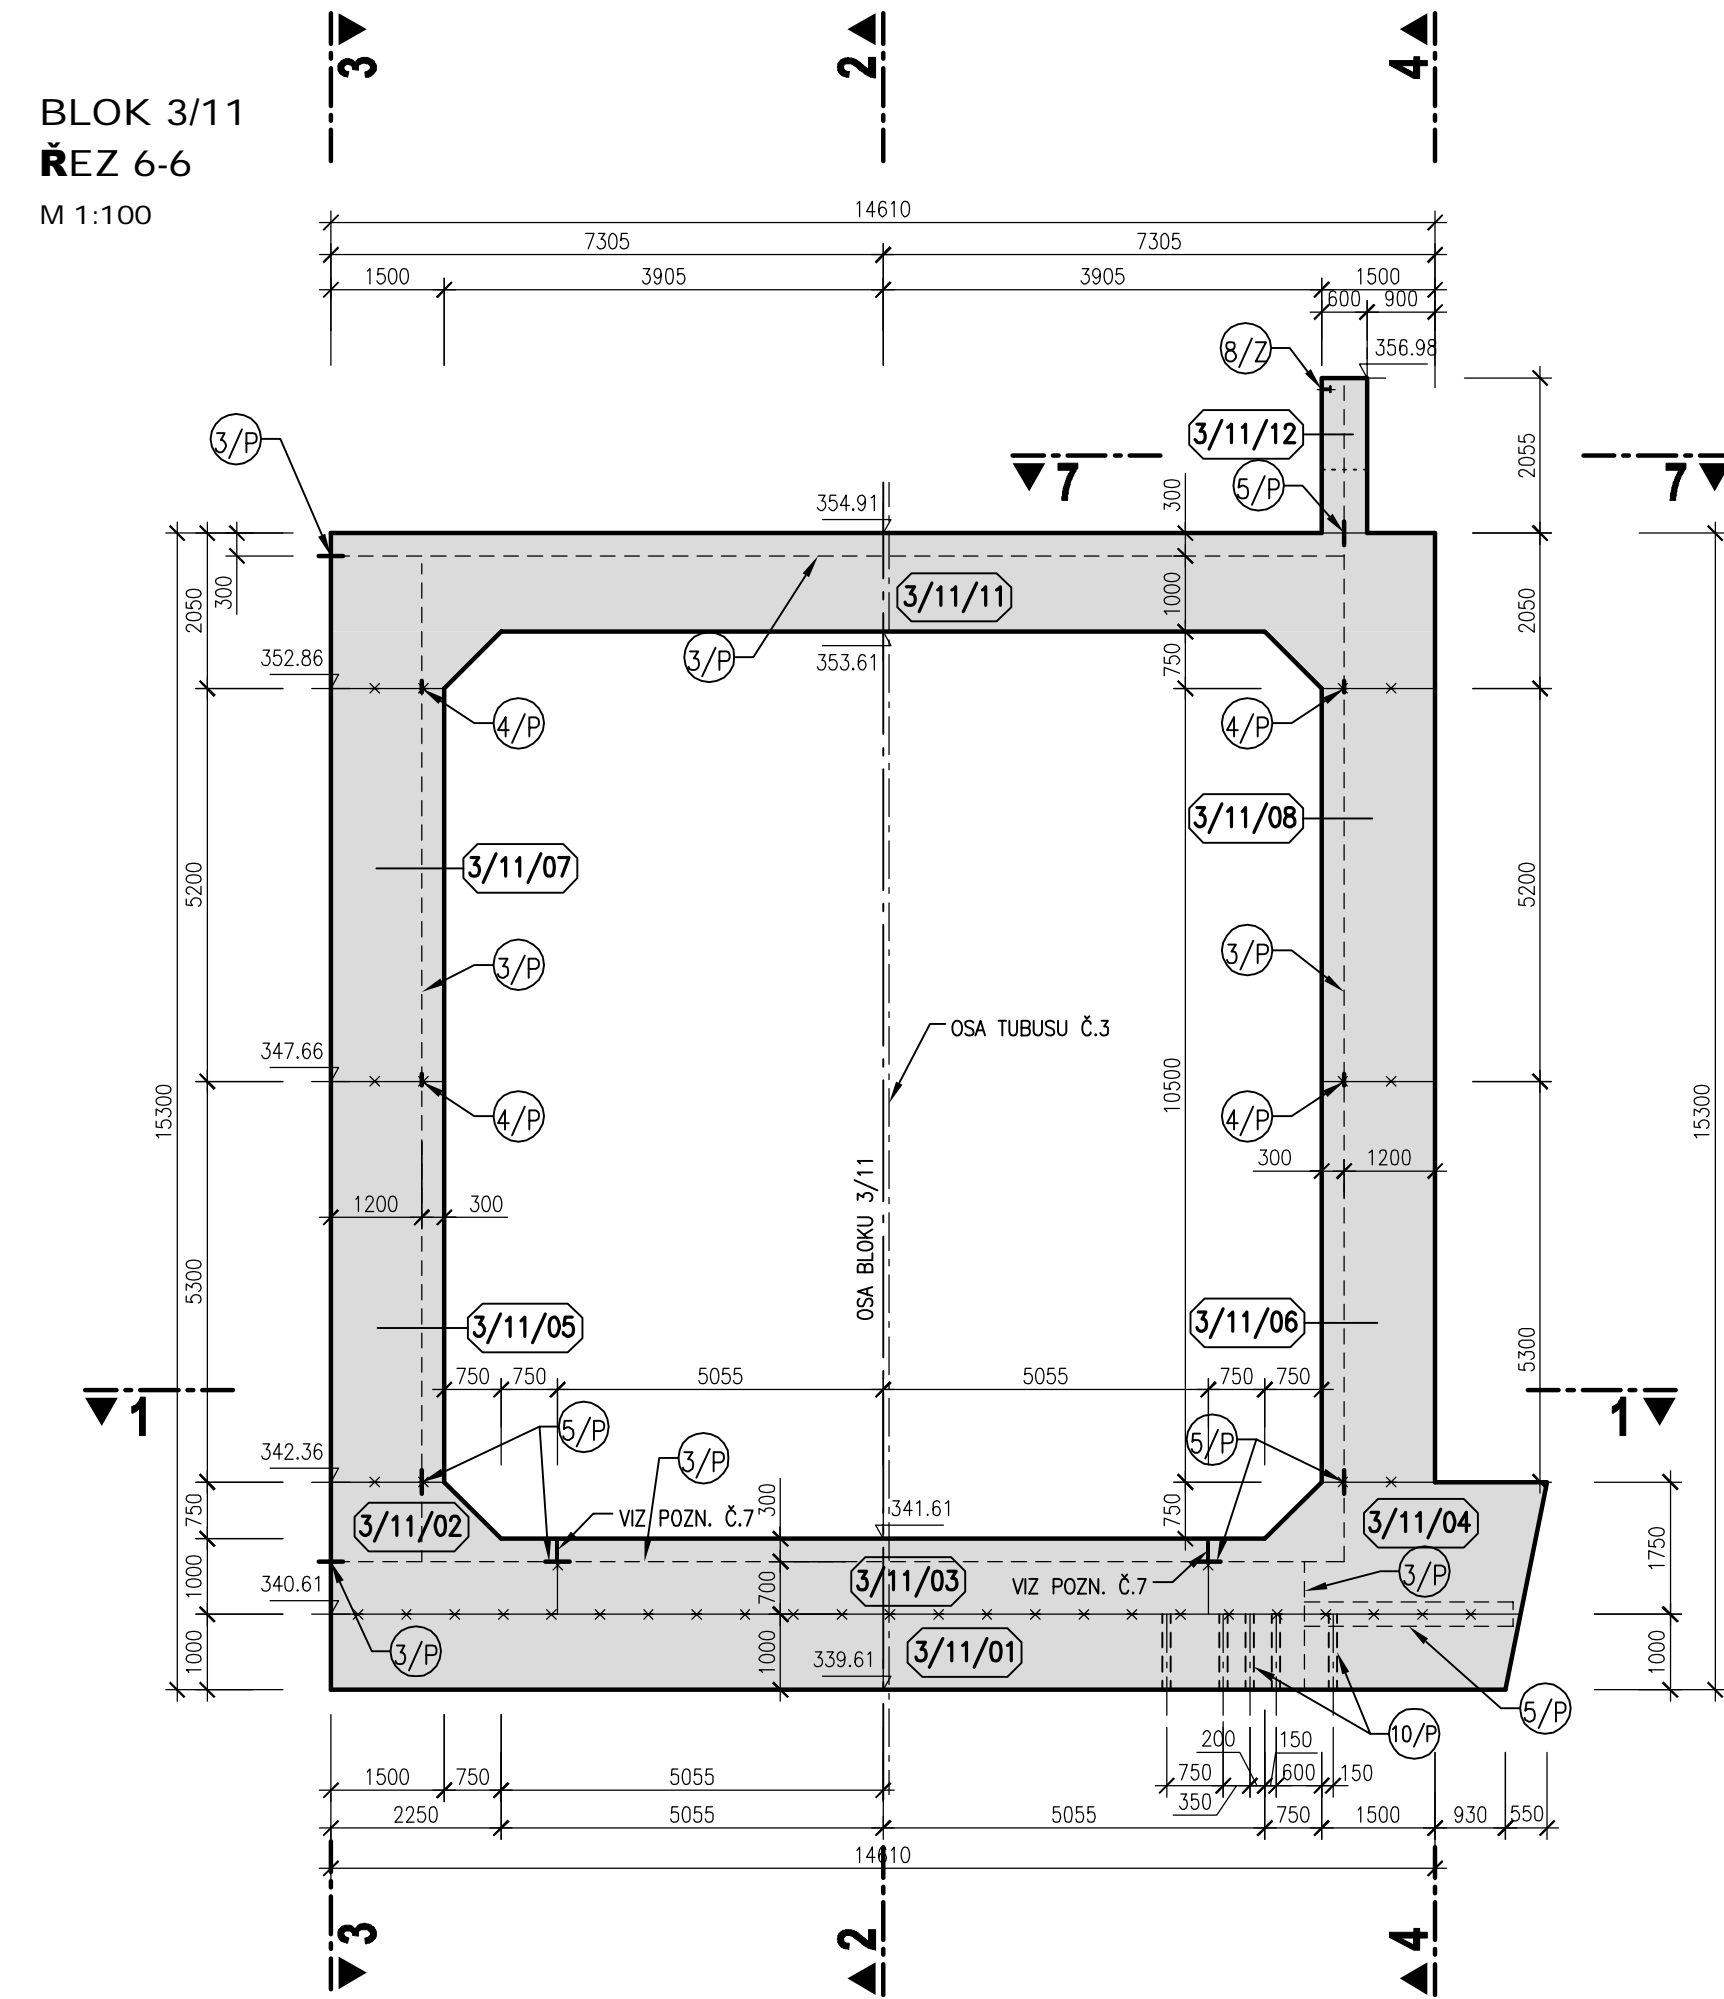 3
2
4
BLOK 3/11
ŘEZ 6-6
M 1:100
14610
7305 7305
1500 3905 3905 1500
600 900
8/Z
356.98
3/P
3/11/12
2055
7 7
5/P
354.91
300
300
2050
3/11/11
1000
2050
3/P
353.61
750
352.86
4/P 4/P
3/11/08
3/11/07
5200
5200
3/P 3/P
OSA TUBUSU Č.3
347.66
15300
4/P
10500
4/P
15300
300 1200
OSA BLOKU 3/11
1200 300
5300
3/11/05
3/11/06
5300
750 750 5055 5055 750 750
1 1
5/P
5/P
342.36
3/P
300
750
VIZ POZN. Č.7
341.61
750
3/11/02
3/11/04
1750
1000
3/11/03
VIZ POZN. Č.7
3/P
700
340.61
3/P
1000
1000
339.61
3/11/01
1000
5/P
10/P
200 150
1500 750 5055 750 600 150
350
2250 5055 5055 750 1500 930 550
14610
3
2
4